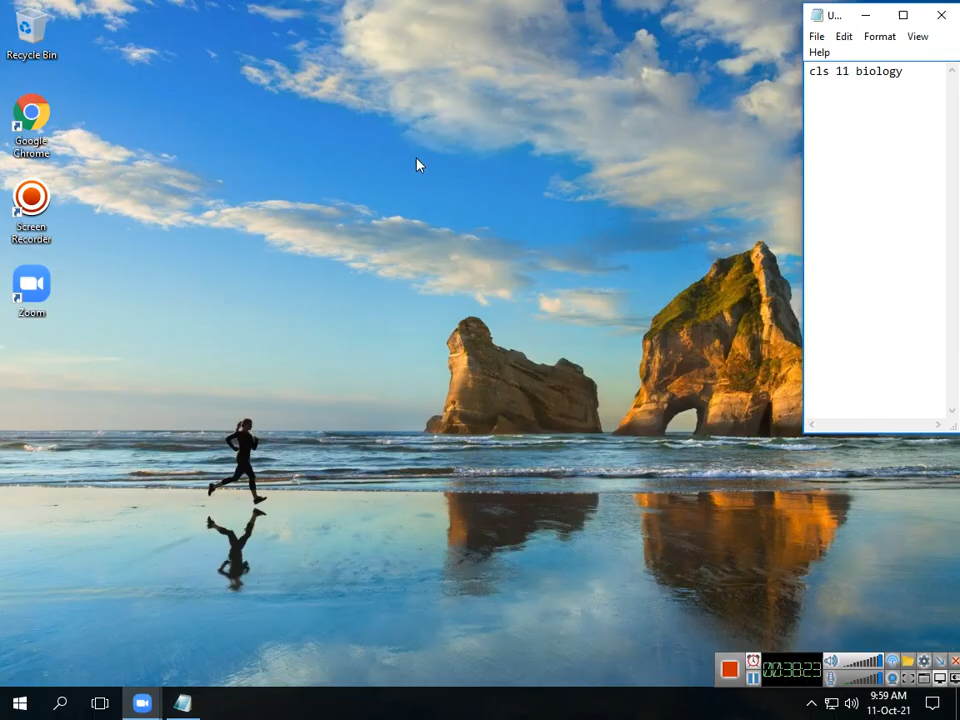 Recycle Bin
Google
Chrome
Screen
Recorder
Zoom
U...
File Edit Format View
Help
cls 11 biology
00:38:23
9:59 AM
11-Oct-21